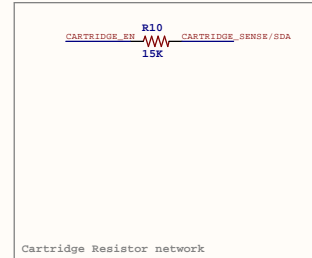 R10
CARTRIDGE_EN CARTRIDGE_SENSE/SDA
15K
Cartridge Resistor network